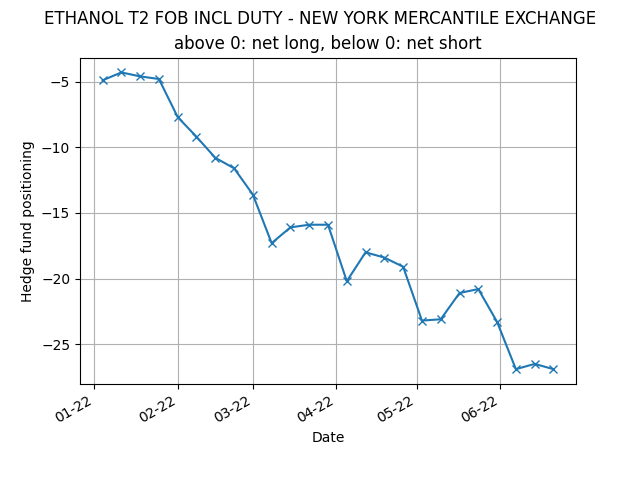 ETHANOL T2 FOB INCL DUTY - NEW YORK MERCANTILE EXCHANGE
above 0: net long, below 0: net short
Hedge fund positioning
−5
−10
−15
−20
−25
01-22
02-22
03-22
04-22
05-22
06-22
Date